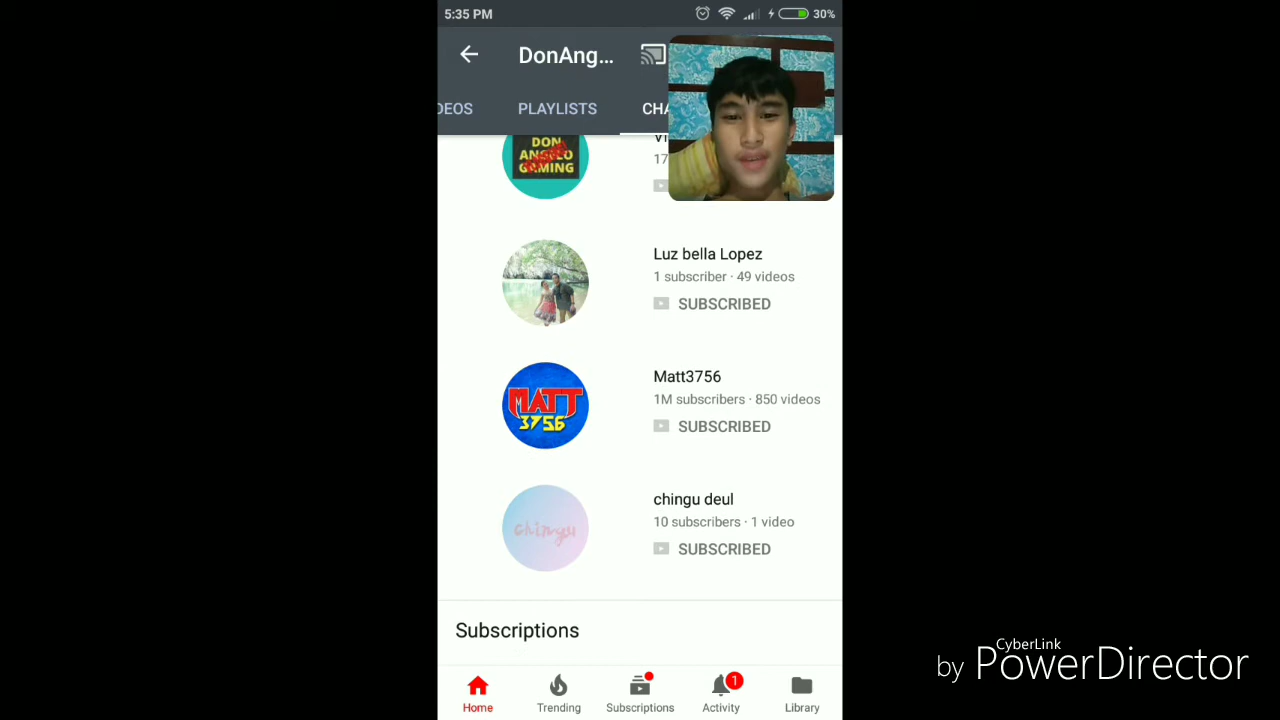 5:35 PM
30%
DonAng...
DEOS
PLAYLISTS
CHA
DON
ANGELO
GAMING
17
Luz bella Lopez
1 subscriber · 49 videos
SUBSCRIBED
MATT
3756
Matt3756
1M subscribers · 850 videos
SUBSCRIBED
chingu
chingu deul
10 subscribers · 1 video
SUBSCRIBED
Subscriptions
1
Home
Trending
Subscriptions
Activity
Library
CyberLink
by PowerDirector